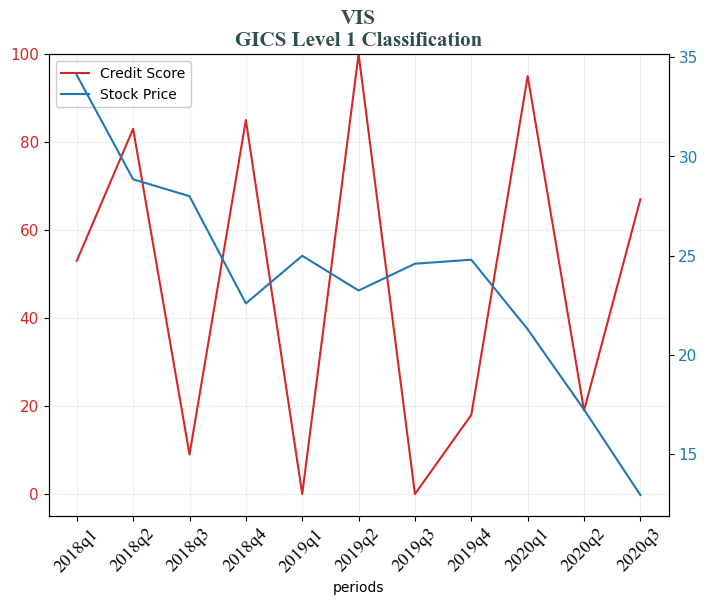 VIS
GICS Level 1 Classification
Credit Score
Stock Price
100
80
60
40
20
0
35
30
25
20
15
2018q1
2018q2
2018q3
2018q4
2019q1
2019q2
2019q3
2019q4
2020q1
2020q2
2020q3
periods